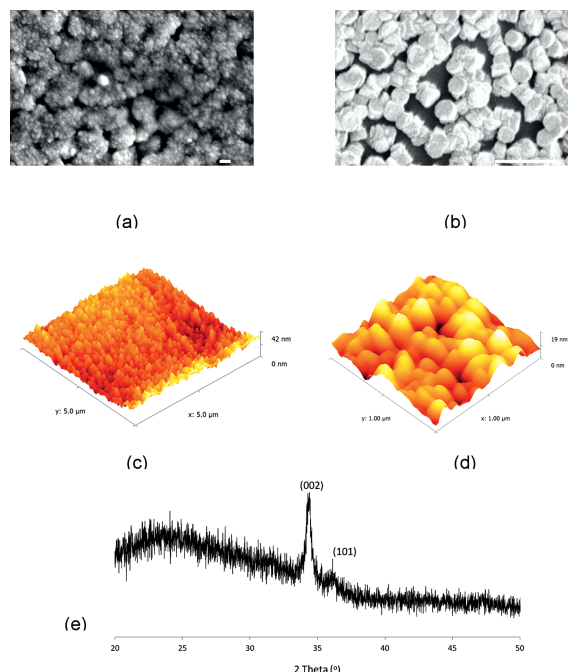 (a)
(b)
42 nm
0 nm
y: 5.0 µm
x: 5.0 µm
19 nm
0 nm
y: 1.00 µm
x: 1.00 µm
(c)
(d)
(002)
(101)
(e)
20
25
30
35
40
45
50
2 Theta (º)